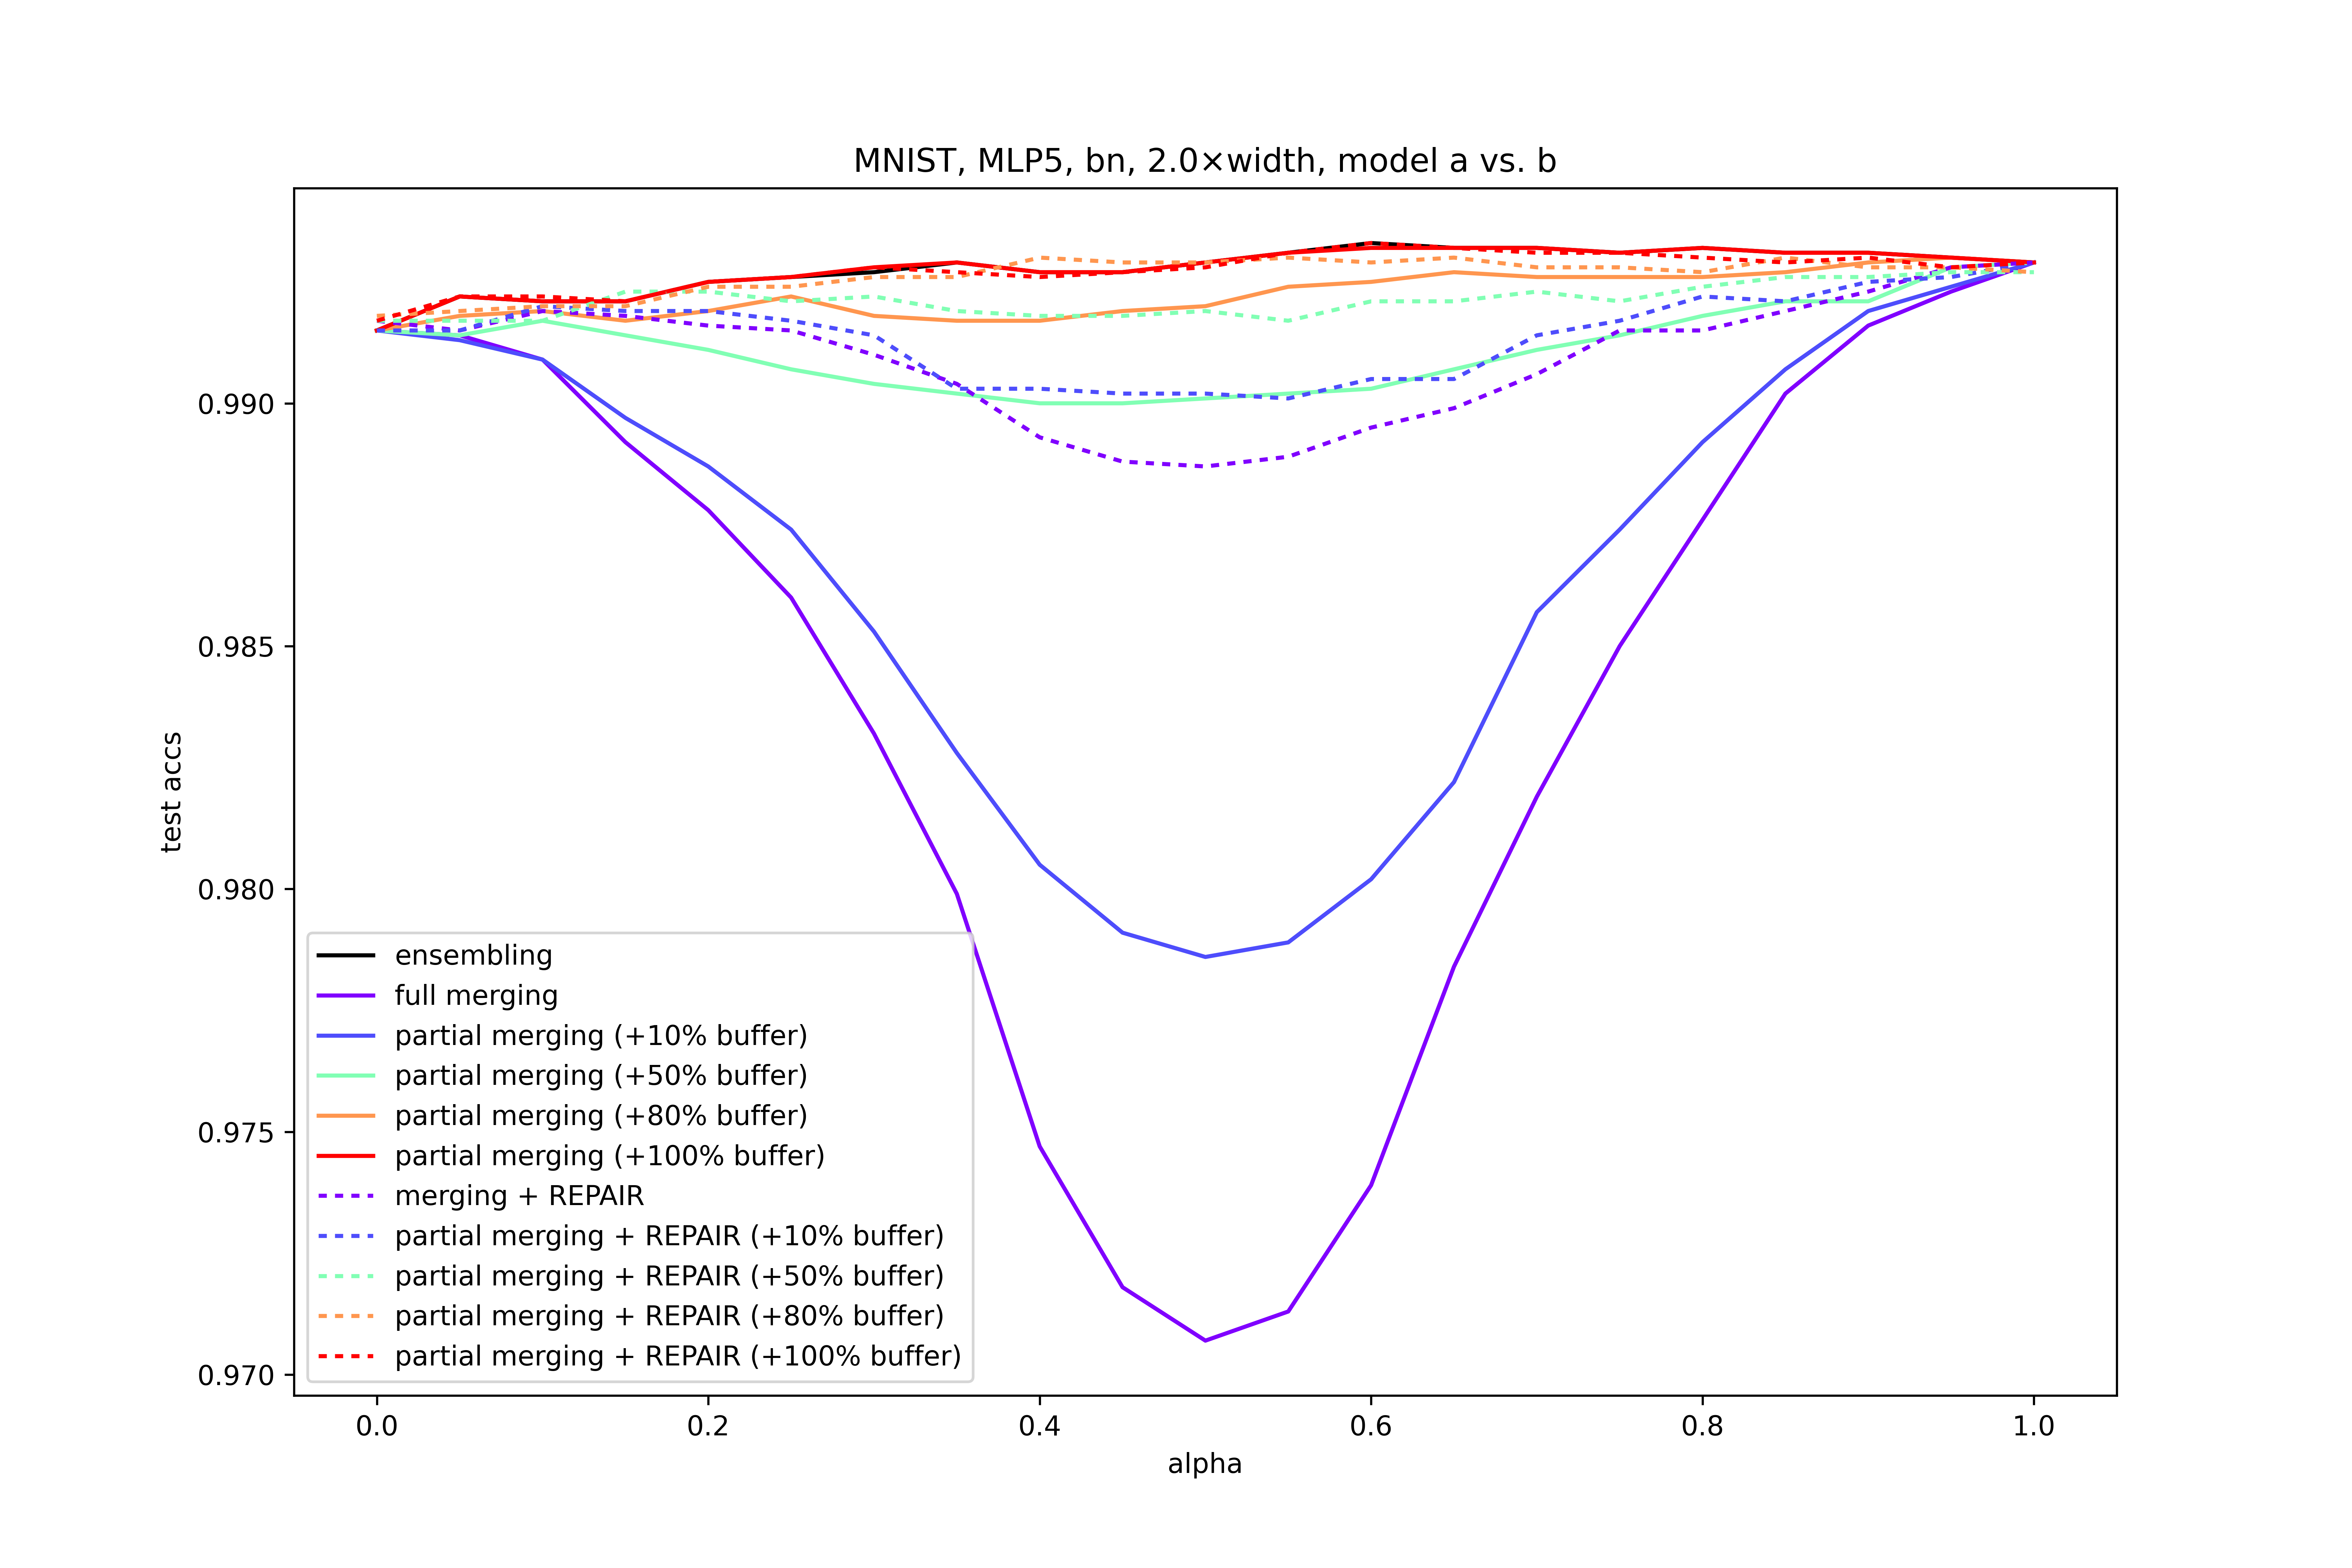 MNIST, MLP5, bn, 2.0×width, model a vs. b
0.990
0.985
0.980
0.975
0.970
test accs
ensembling
full merging
partial merging (+10% buffer)
partial merging (+50% buffer)
partial merging (+80% buffer)
partial merging (+100% buffer)
merging + REPAIR
partial merging + REPAIR (+10% buffer)
partial merging + REPAIR (+50% buffer)
partial merging + REPAIR (+80% buffer)
partial merging + REPAIR (+100% buffer)
0.0 0.2 0.4 0.6 0.8 1.0
alpha